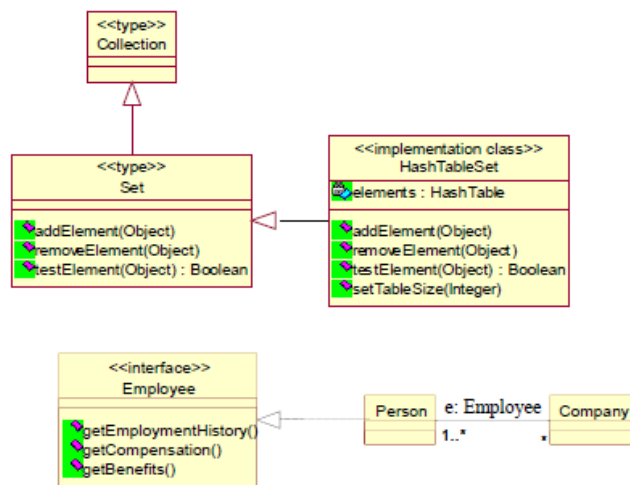 <<type>>
Collection
<<type>>
Set
addElement(Object)
removeElement(Object)
testElement(Object) : Boolean
<<implementation class>>
HashTableSet
elements : HashTable
addElement(Object)
removeElement(Object)
testElement(Object) : Boolean
setTableSize(Integer)
<<interface>>
Employee
getEmploymentHistory()
getCompensation()
getBenefits()
Person
e: Employee
1..*
*
Company